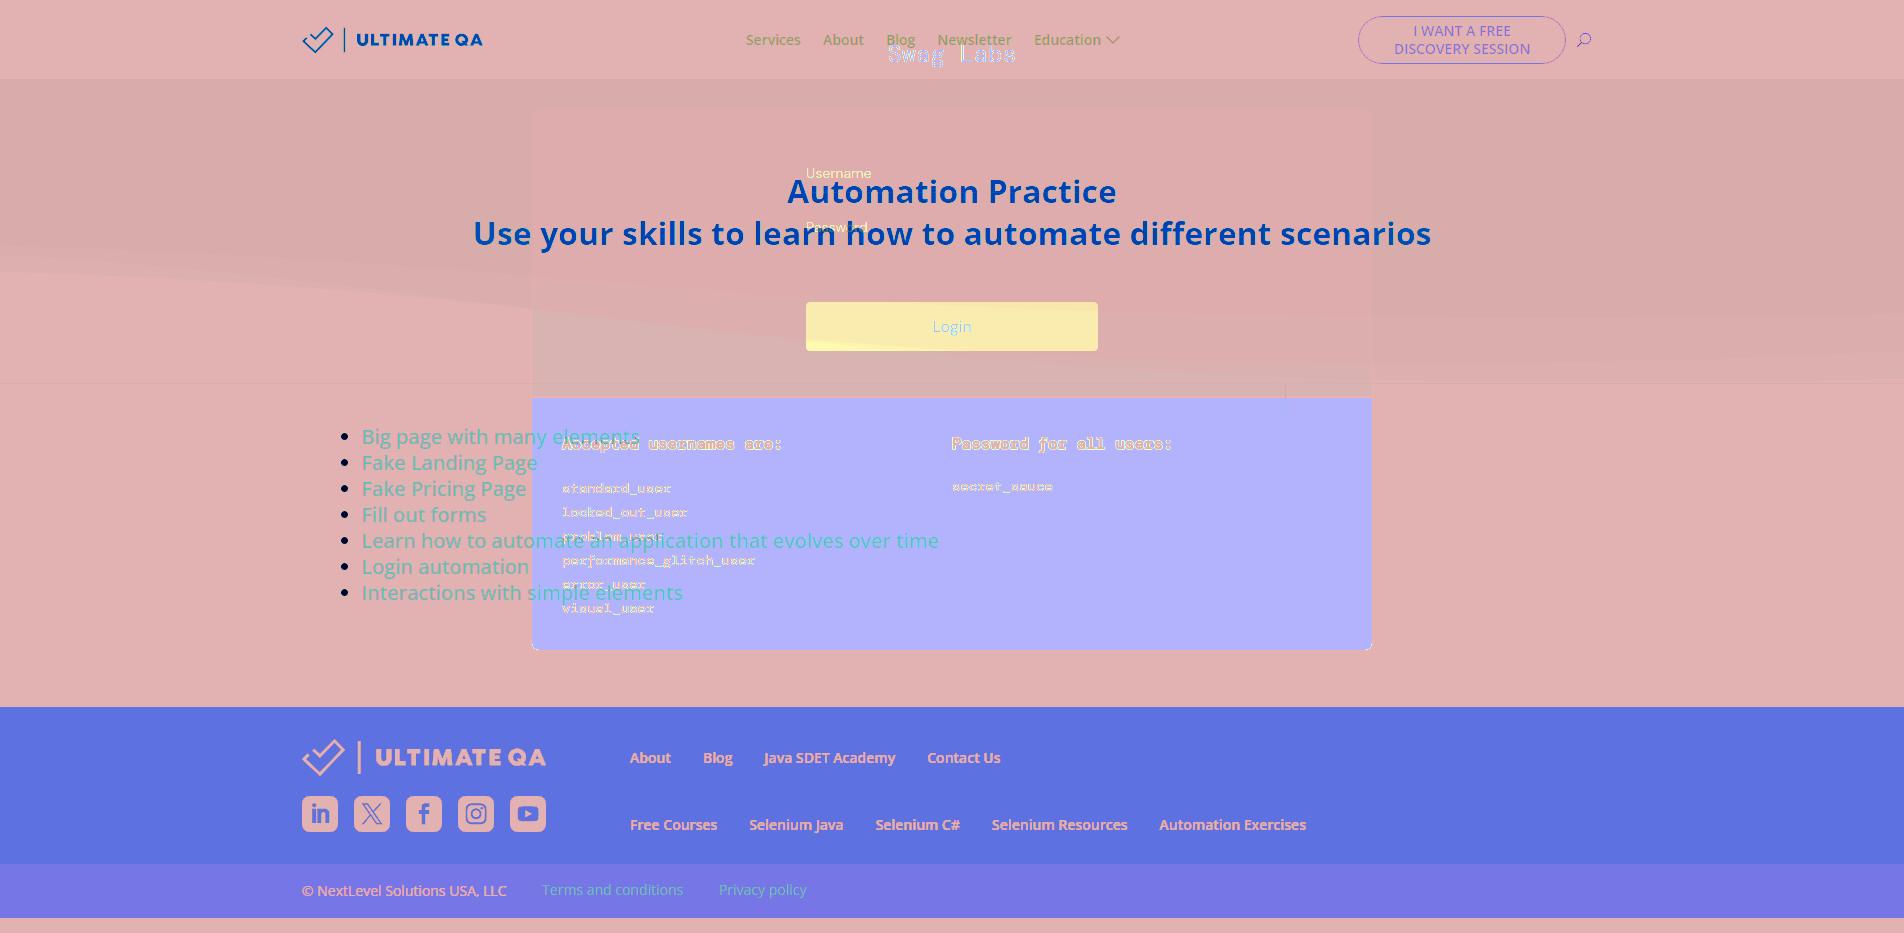 ULTIMATE QA
Services About Blog Newsletter Education
I WANT A FREE
DISCOVERY SESSION
Swag Labs
Username
Automation Practice
Password
Use your skills to learn how to automate different scenarios
Login
Big page with many elements
Fake Landing Page
Fake Pricing Page
Fill out forms
Learn how to automate an application that evolves over time
Login automation
Interactions with simple elements
Accepted usernames are:
standard_user
locked_out_user
problem_user
performance_glitch_user
error_user
visual_user
Password for all users:
secret_sauce
ULTIMATE QA
About Blog Java SDET Academy Contact Us
Free Courses Selenium Java Selenium C# Selenium Resources Automation Exercises
© NextLevel Solutions USA, LLC Terms and conditions Privacy policy